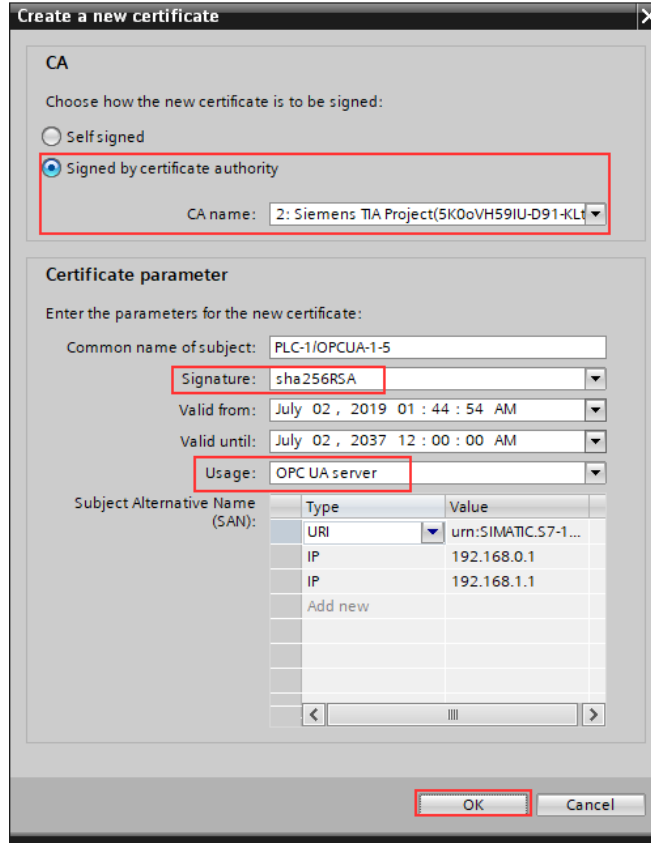 Create a new certificate
CA
Choose how the new certificate is to be signed:
Self signed
Signed by certificate authority
CA name: 2: Siemens TIA Project(5K0oVH59IU-D91-KLt
Certificate parameter
Enter the parameters for the new certificate:
Common name of subject: PLC-1/OPCUA-1-5
Signature: sha256RSA
Valid from: July 02 , 2019 01 : 44 : 54 AM
Valid until: July 02 , 2037 12 : 00 : 00 AM
Usage: OPC UA server
Subject Alternative Name (SAN):
Type Value
URI urn:SIMATIC.S7-1...
IP 192.168.0.1
IP 192.168.1.1
Add new
OK Cancel